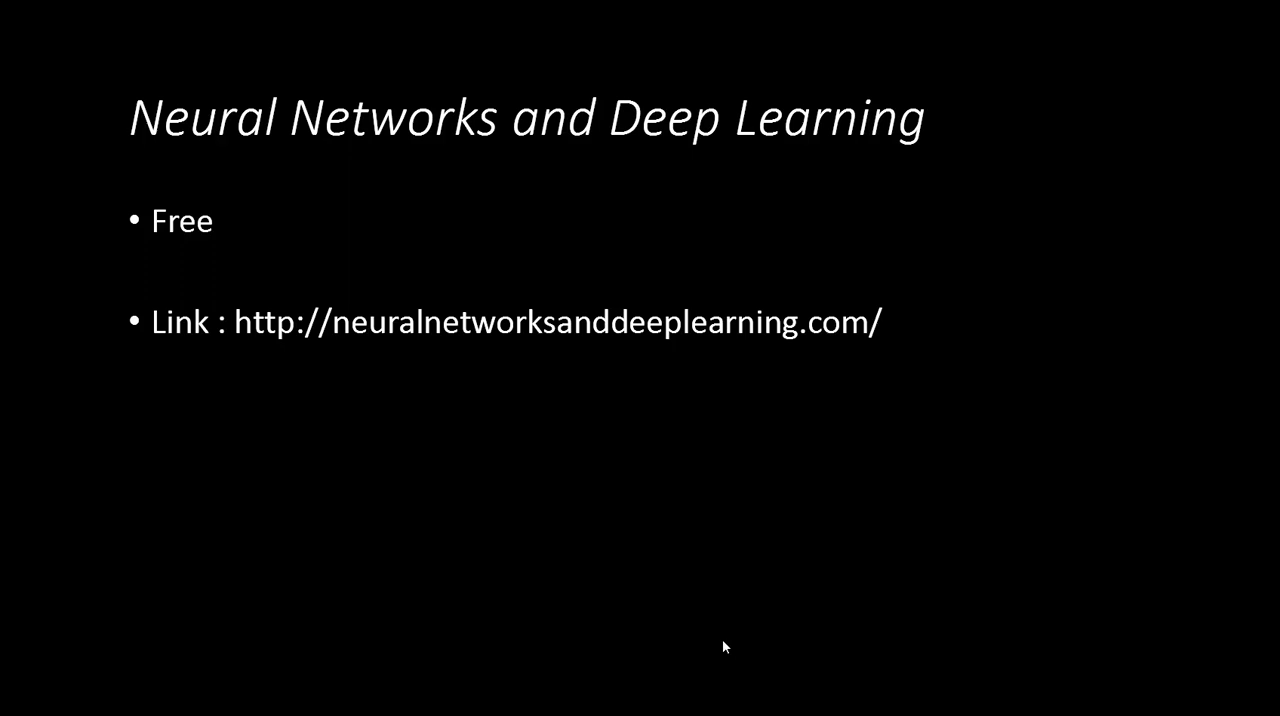 Neural Networks and Deep Learning
• Free
• Link : http://neuralnetworksanddeeplearning.com/